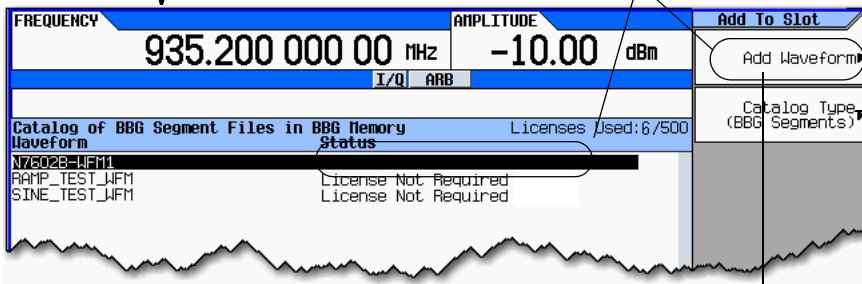 FREQUENCY
AMPLITUDE
Add To Slot
935.200 000 00 MHz
-10.00 dBm
Add Waveform
I/Q ARB
Catalog Type
(BBG Segments)
Catalog of BBG Segment Files in BBG Memory
Licenses Used:6/500
Waveform Status
N7602B-WFM1
RAMP_TEST_WFM License Not Required
SINE_TEST_WFM License Not Required